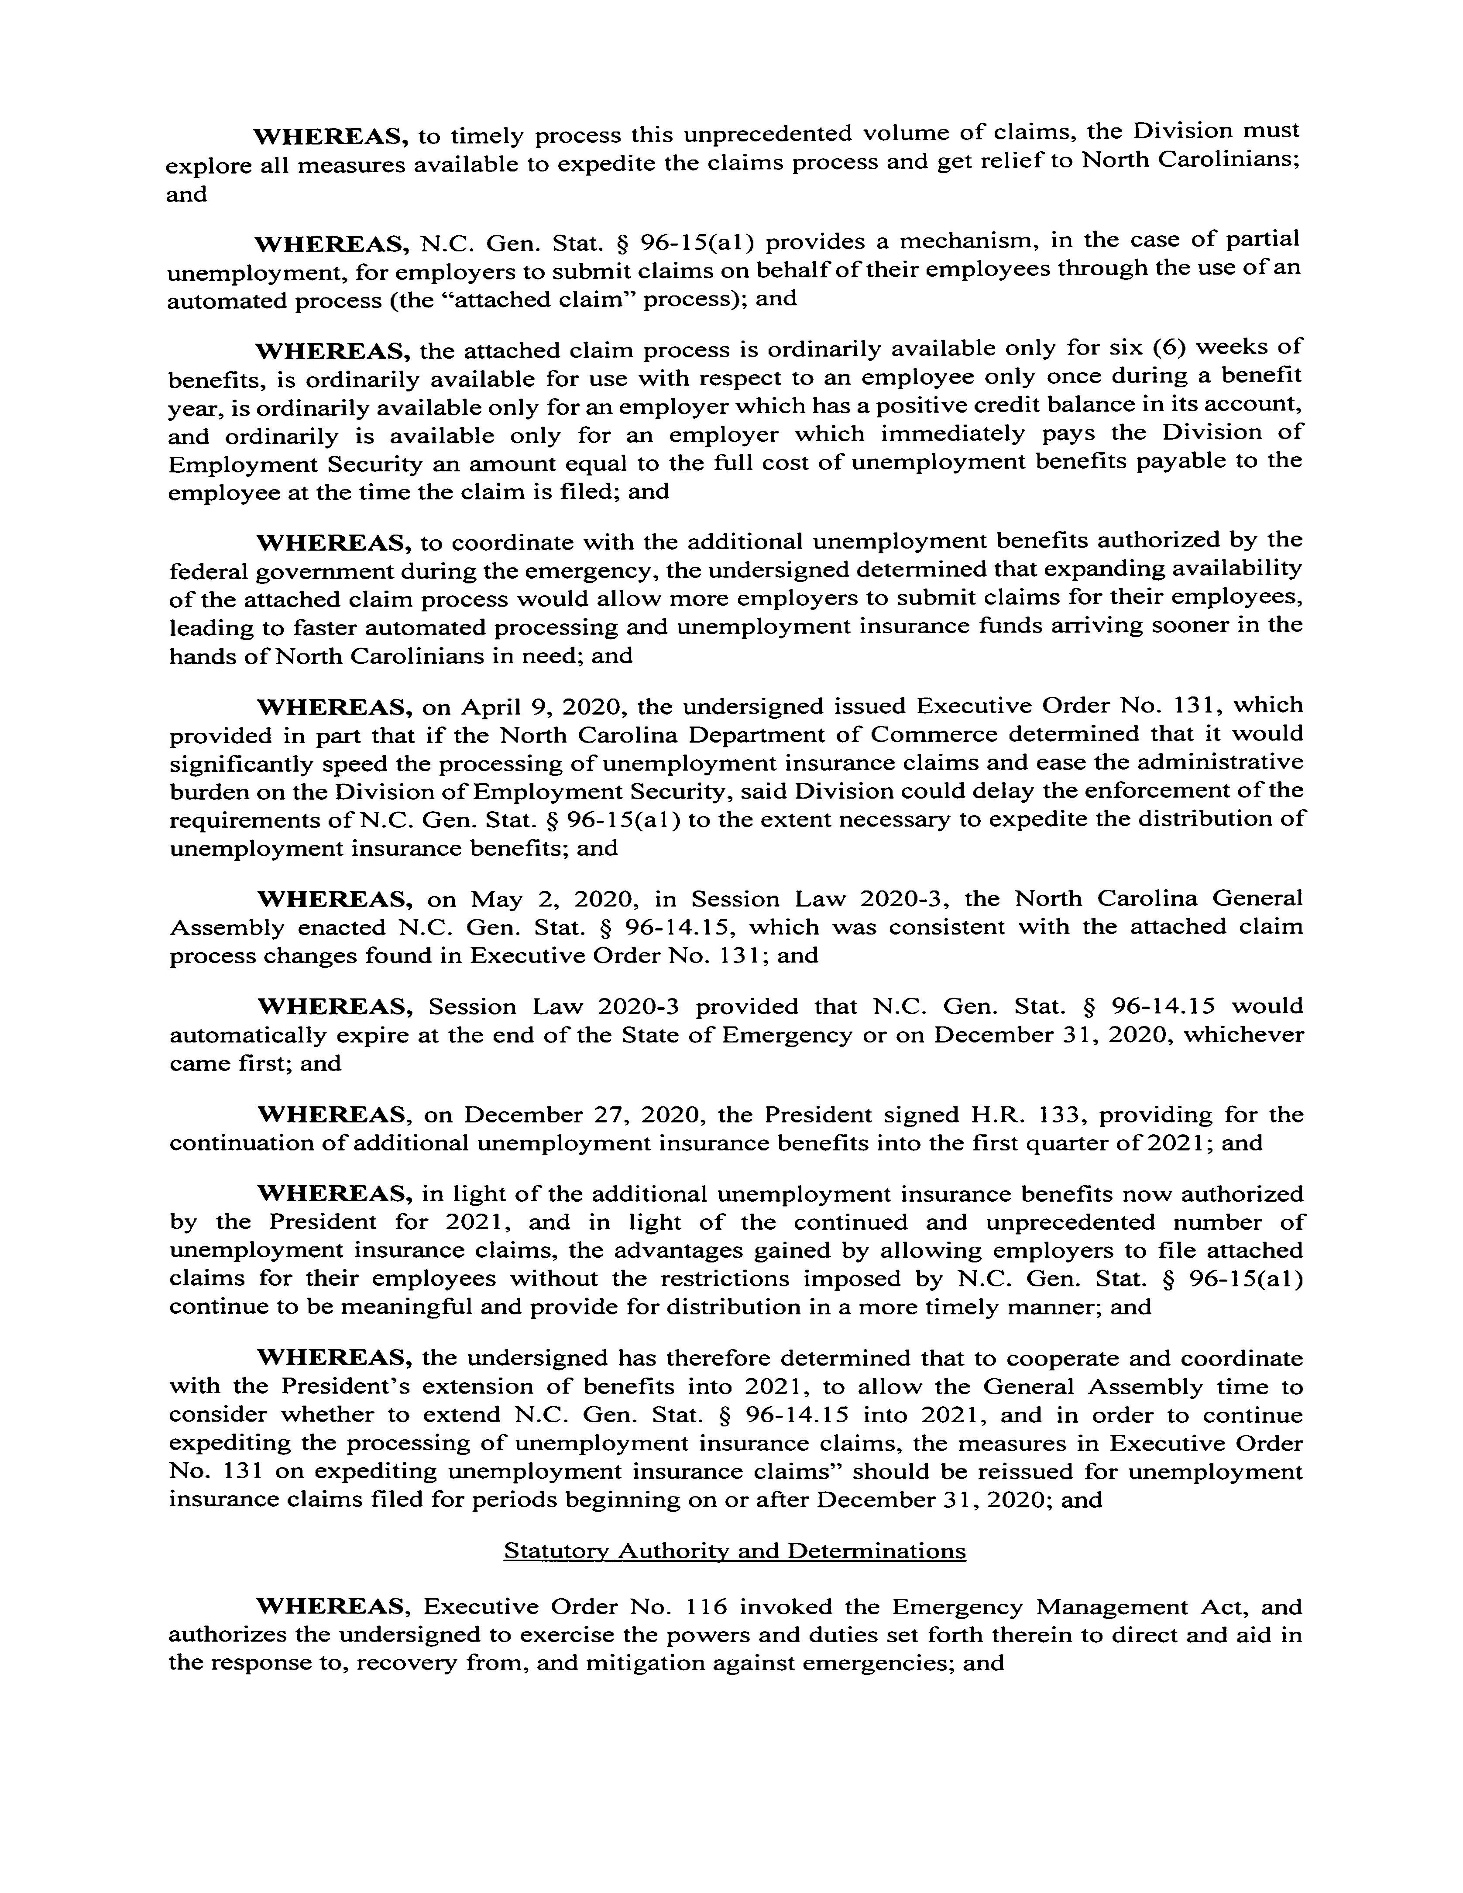 WHEREAS, to timely process this unprecedented volume of claims, the Division must
explore all measures available to expedite the claims process and get relief to North Carolinians;
and
WHEREAS, N.C. Gen. Stat. § 96-15(a1) provides a mechanism, in the case of partial
unemployment, for employers to submit claims on behalf of their employees through the use of an
automated process (the “attached claim” process); and
WHEREAS, the attached claim process is ordinarily available only for six (6) weeks of
benefits, is ordinarily available for use with respect to an employee only once during a benefit
year, is ordinarily available only for an employer which has a positive credit balance in its account,
and ordinarily is available only for an employer which immediately pays the Division of
Employment Security an amount equal to the full cost of unemployment benefits payable to the
employee at the time the claim is filed; and
WHEREAS, to coordinate with the additional unemployment benefits authorized by the
federal government during the emergency, the undersigned determined that expanding availability
of the attached claim process would allow more employers to submit claims for their employees,
leading to faster automated processing and unemployment insurance funds arriving sooner in the
hands of North Carolinians in need; and
WHEREAS, on April 9, 2020, the undersigned issued Executive Order No. 131, which
provided in part that if the North Carolina Department of Commerce determined that it would
significantly speed the processing of unemployment insurance claims and ease the administrative
burden on the Division of Employment Security, said Division could delay the enforcement of the
requirements of N.C. Gen. Stat. § 96-15(a1) to the extent necessary to expedite the distribution of
unemployment insurance benefits; and
WHEREAS, on May 2, 2020, in Session Law 2020-3, the North Carolina General
Assembly enacted N.C. Gen. Stat. § 96-14.15, which was consistent with the attached claim
process changes found in Executive Order No. 131; and
WHEREAS, Session Law 2020-3 provided that N.C. Gen. Stat. § 96-14.15 would
automatically expire at the end of the State of Emergency or on December 31, 2020, whichever
came first; and
WHEREAS, on December 27, 2020, the President signed H.R. 133, providing for the
continuation of additional unemployment insurance benefits into the first quarter of 2021; and
WHEREAS, in light of the additional unemployment insurance benefits now authorized
by the President for 2021, and in light of the continued and unprecedented number of
unemployment insurance claims, the advantages gained by allowing employers to file attached
claims for their employees without the restrictions imposed by N.C. Gen. Stat. § 96-15(a1)
continue to be meaningful and provide for distribution in a more timely manner; and
WHEREAS, the undersigned has therefore determined that to cooperate and coordinate
with the President’s extension of benefits into 2021, to allow the General Assembly time to
consider whether to extend N.C. Gen. Stat. § 96-14.15 into 2021, and in order to continue
expediting the processing of unemployment insurance claims, the measures in Executive Order
No. 131 on expediting unemployment insurance claims” should be reissued for unemployment
insurance claims filed for periods beginning on or after December 31, 2020; and
Statutory Authority and Determinations
WHEREAS, Executive Order No. 116 invoked the Emergency Management Act, and
authorizes the undersigned to exercise the powers and duties set forth therein to direct and aid in
the response to, recovery from, and mitigation against emergencies; and